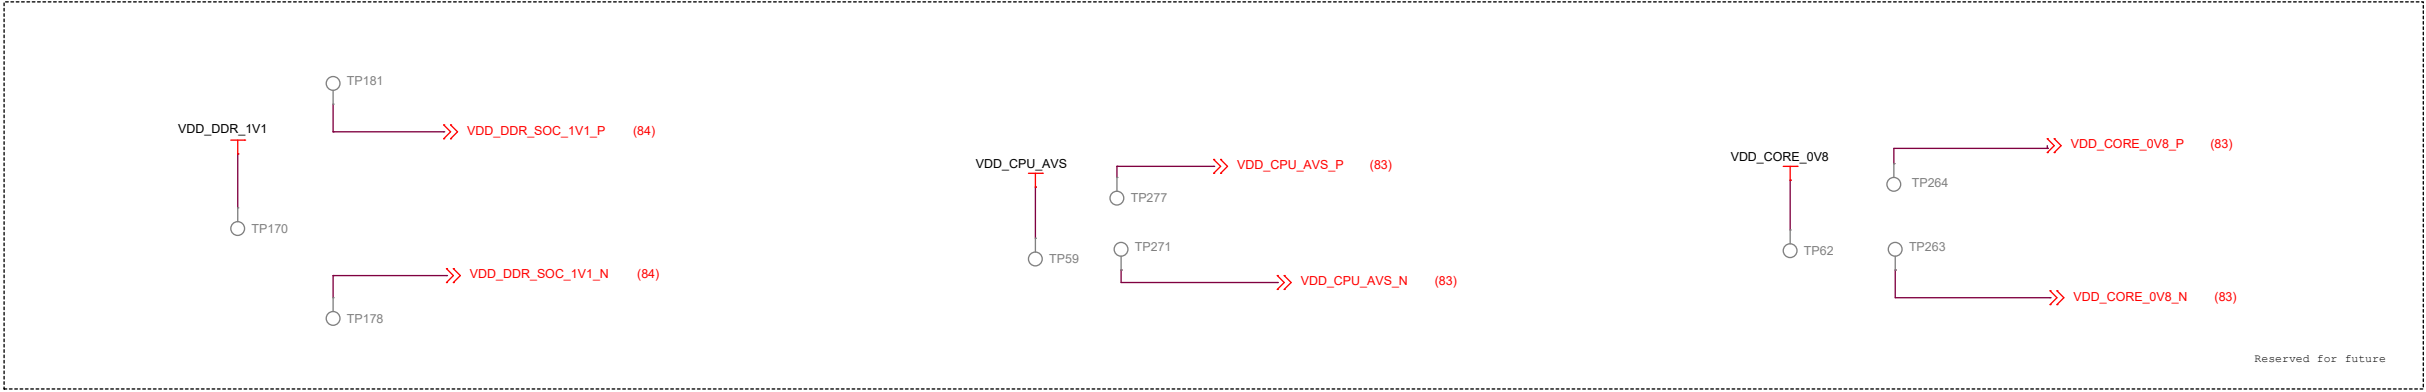 TP181
VDD_DDR_1V1
VDD_DDR_SOC_1V1_P (84)
TP170
VDD_DDR_SOC_1V1_N (84)
TP178
VDD_CPU_AVS
VDD_CPU_AVS_P (83)
TP277
TP271
TP59
VDD_CPU_AVS_N (83)
VDD_CORE_0V8
VDD_CORE_0V8_P (83)
TP264
TP263
TP62
VDD_CORE_0V8_N (83)
Reserved for future